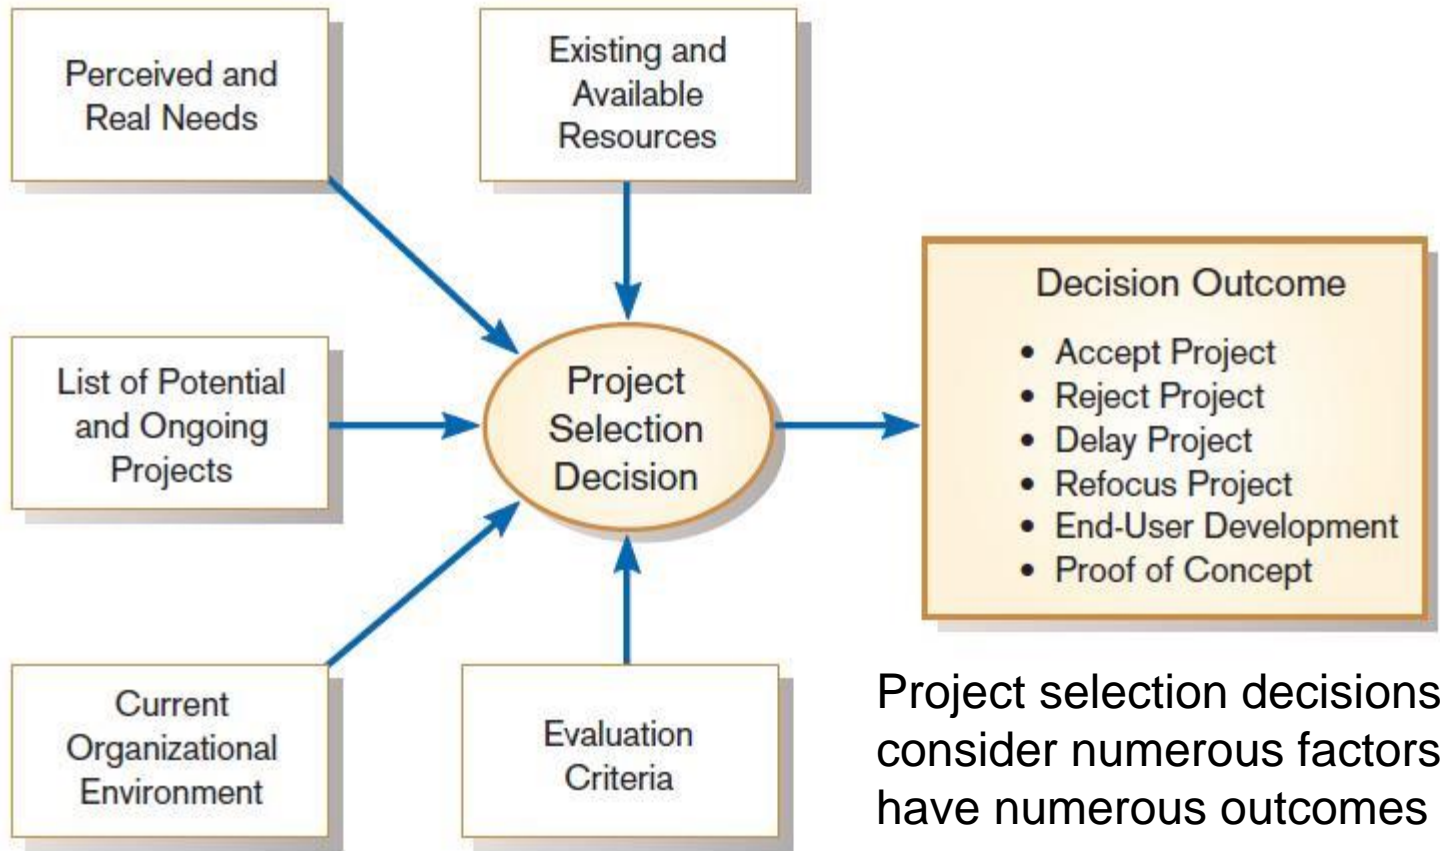 Perceived and
Real Needs
Existing and
Available
Resources
List of Potential
and Ongoing
Projects
Project
Selection
Decision
Decision Outcome
• Accept Project
• Reject Project
• Delay Project
• Refocus Project
• End-User Development
• Proof of Concept
Current
Organizational
Environment
Evaluation
Criteria
Project selection decisions
consider numerous factors
have numerous outcomes